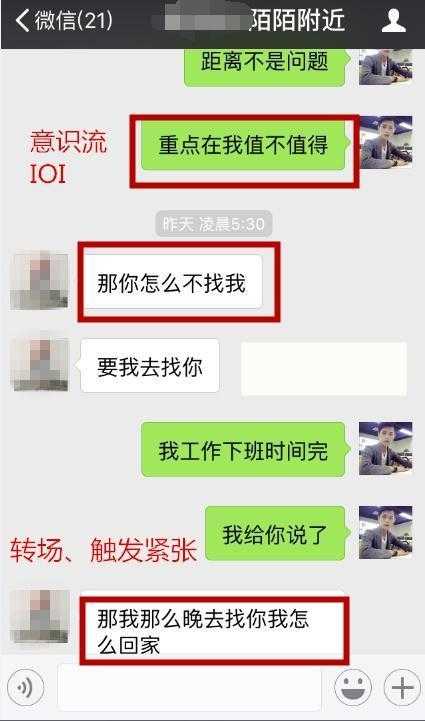 微信(21)
陌陌附近
距离不是问题
意识流
IOI
重点在我值不值得
昨天 凌晨5:30
那你怎么不找我
要我去找你
我工作下班时间完
我给你说了
转场、触发紧张
那我那么晚去找你我怎
么回家